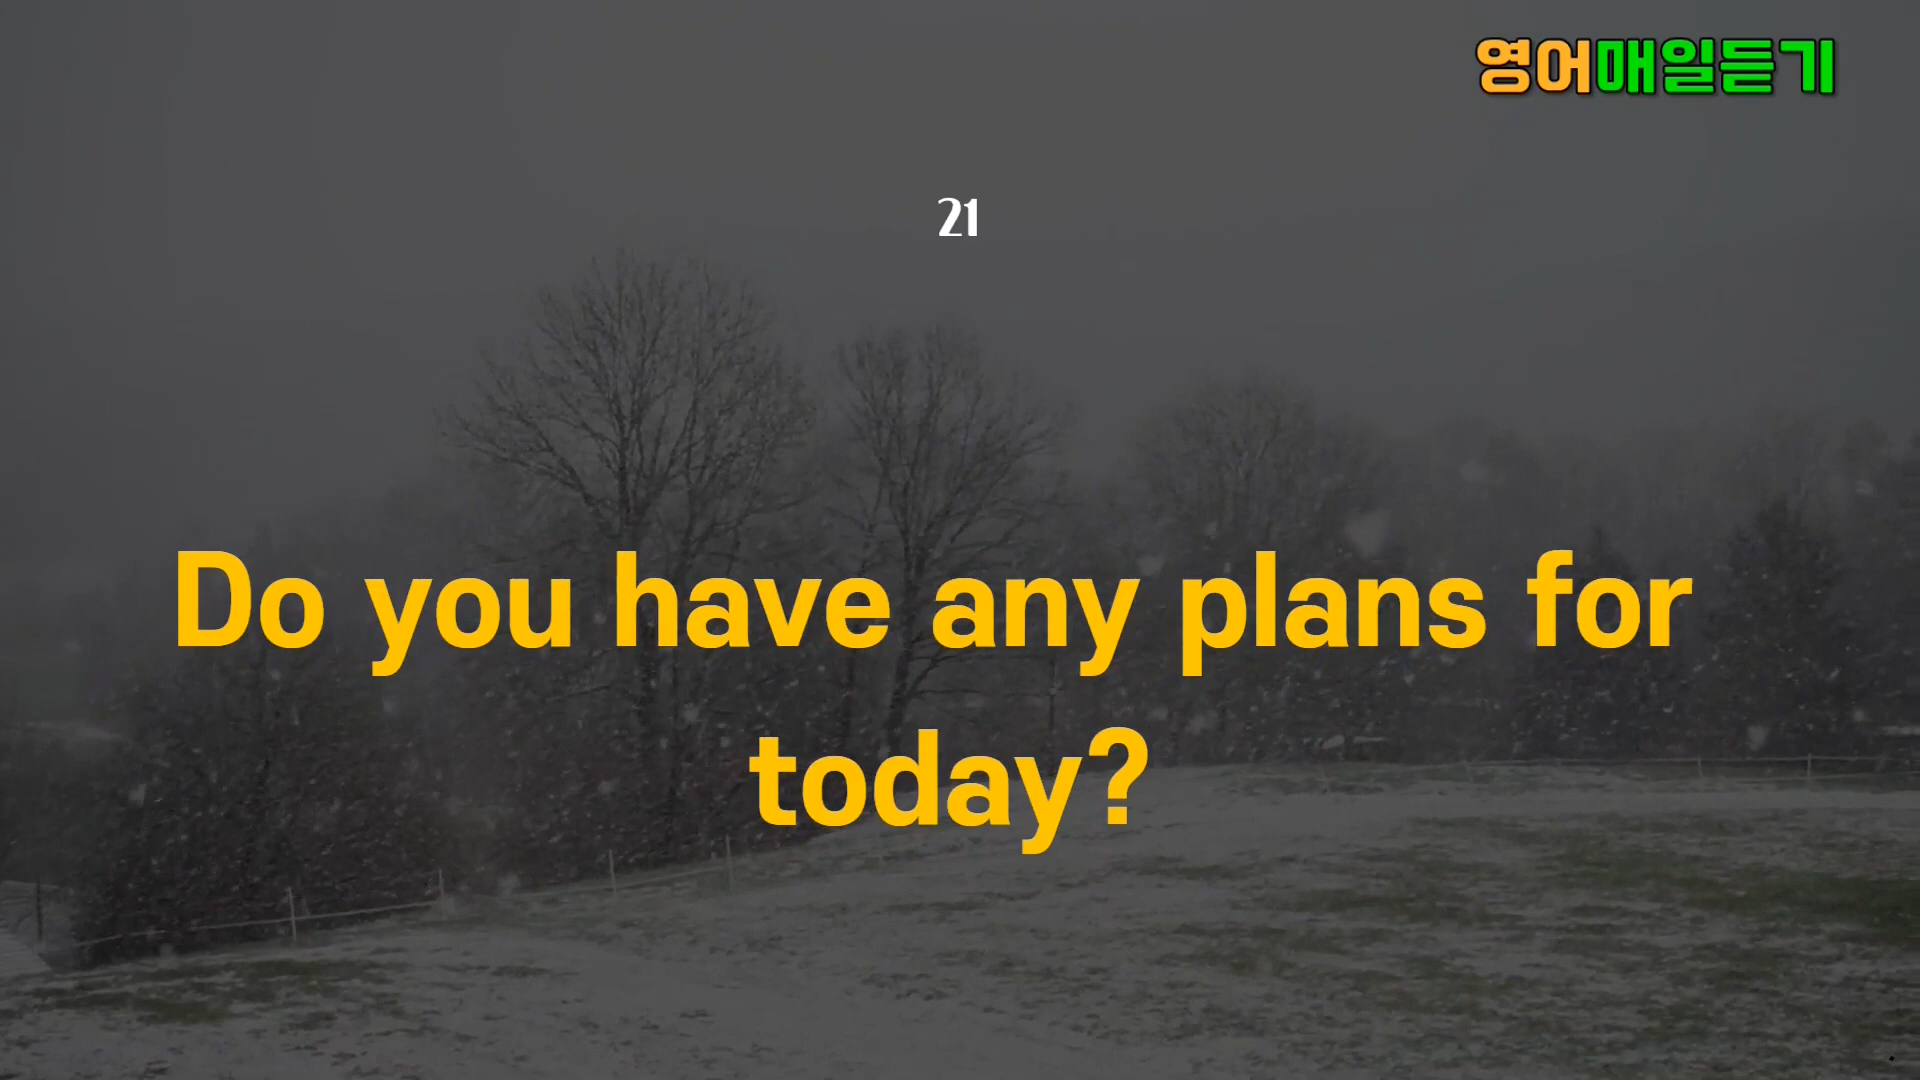 영어매일듣기
21
Do you have any plans for
today?